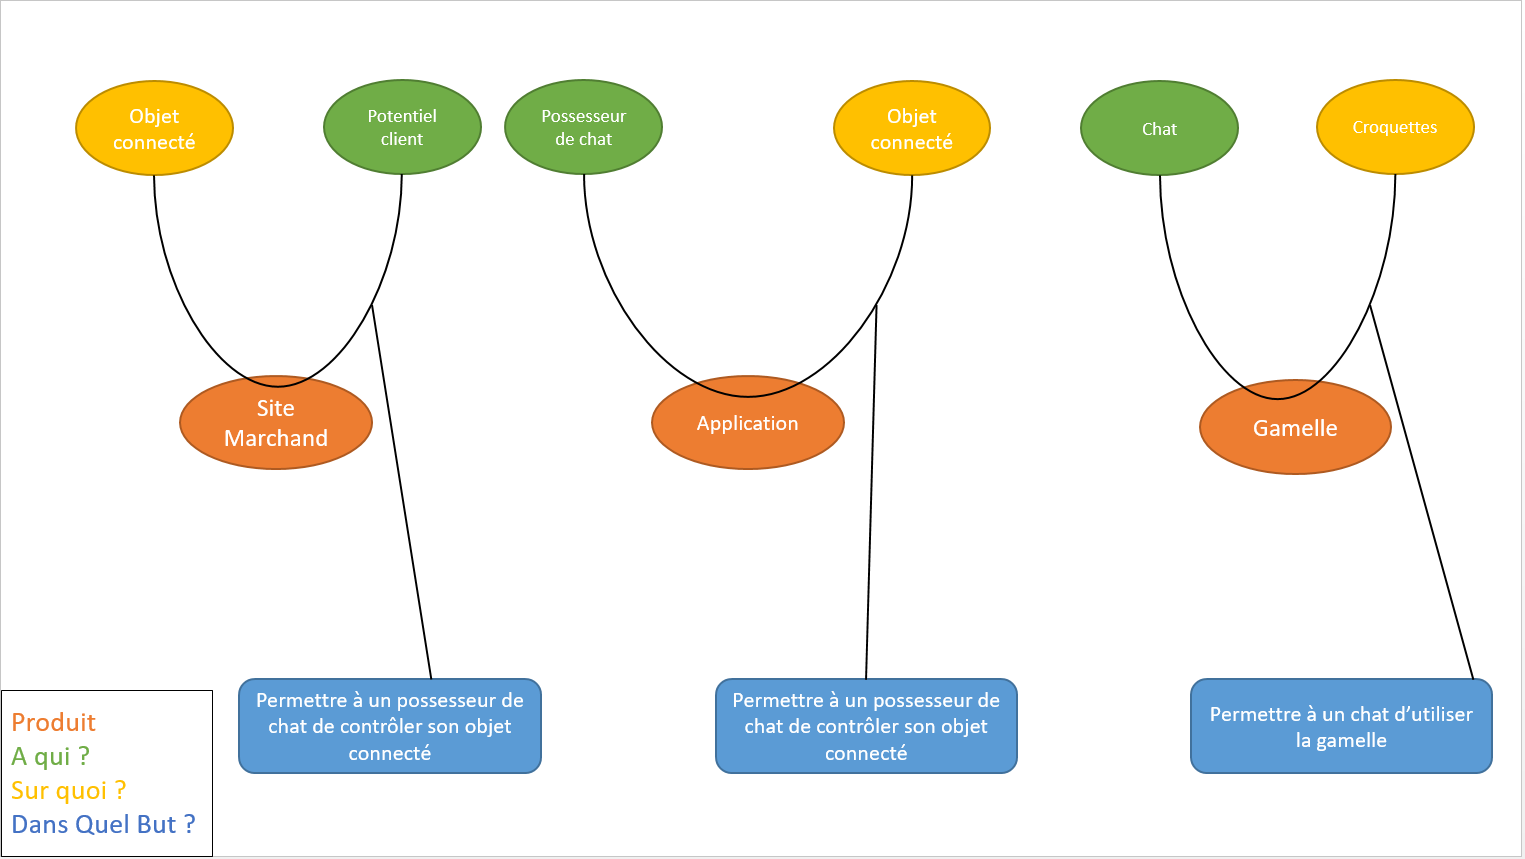 Objet
connecté
Potentiel
client
Possesseur
de chat
Objet
connecté
Chat
Croquettes
Site
Marchand
Application
Gamelle
Permettre à un possesseur de
chat de contrôler son objet
connecté
Permettre à un possesseur de
chat de contrôler son objet
connecté
Permettre à un chat d’utiliser
la gamelle
Produit
A qui ?
Sur quoi ?
Dans Quel But ?